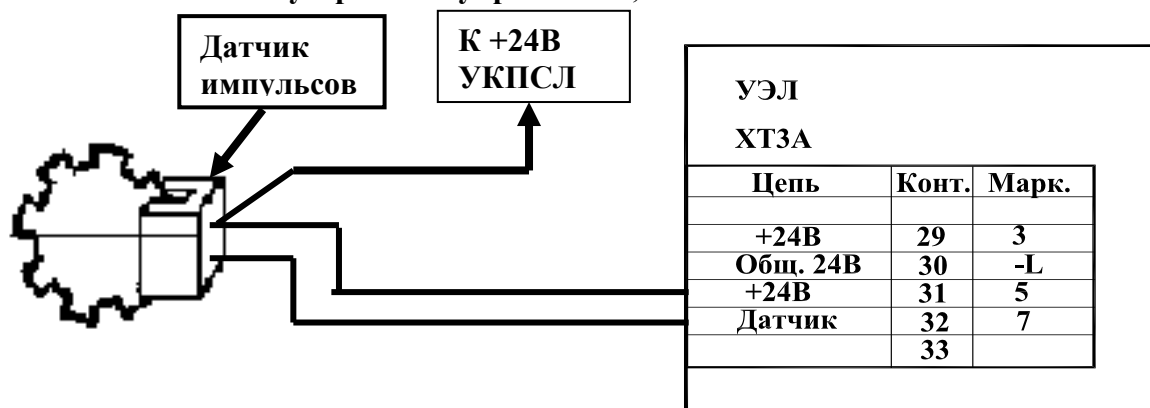 Датчик
импульсов
К +24В
УКПСЛ
УЭЛ
ХТ3А
Цепь Конт. Марк.
+24В 29 3
Общ. 24В 30 -L
+24В 31 5
Датчик 32 7
33